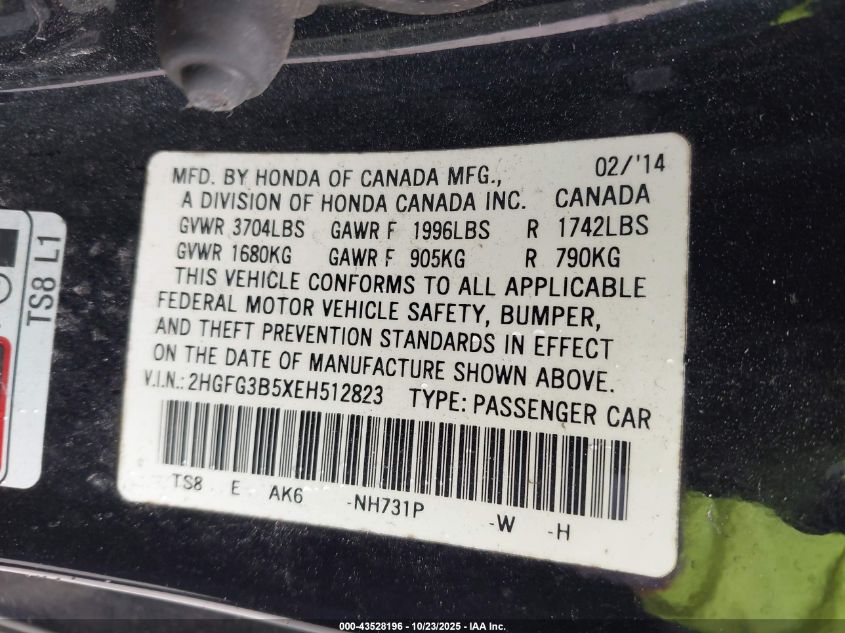 MFD. BY HONDA OF CANADA MFG., 02/'14
A DIVISION OF HONDA CANADA INC. CANADA
GVWR 3704LBS GAWR F 1996LBS R 1742LBS
GVWR 1680KG GAWR F 905KG R 790KG
THIS VEHICLE CONFORMS TO ALL APPLICABLE
FEDERAL MOTOR VEHICLE SAFETY, BUMPER,
AND THEFT PREVENTION STANDARDS IN EFFECT
ON THE DATE OF MANUFACTURE SHOWN ABOVE.
V.I.N.: 2HGFG3B5XEH512823 TYPE: PASSENGER CAR
TS8 E AK6 -NH731P -W -H
TS8 L1
000-43528196 - 10/23/2025 - IAA Inc.